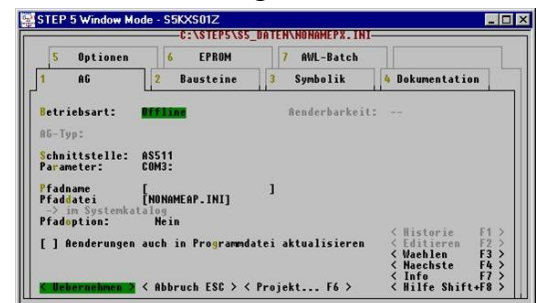 STEP 5 Window Mode - S5KXS01Z
C:\STEP5\S5_DATEN\NONAMEPX.INI
5 Optionen 6 EPROM 7 AWL-Batch
1 AG 2 Bausteine 3 Symbolik 4 Dokumentation
Betriebsart: Offline Aenderbarkeit: --
AG-Typ:
Schnittstelle: AS511
Parameter: COM3:
Pfadname [ ]
Pfaddatei [NONAMEAP.INI]
-> im Systemkatalog
Pfadoption: Nein
[ ] Aenderungen auch in Programmdatei aktualisieren
< Historie F1 >
< Editieren F2 >
< Waehlen F3 >
< Naechste F4 >
< Info F7 >
< Hilfe Shift+F8 >
< Uebernehmen > < Abbruch ESC > < Projekt... F6 >